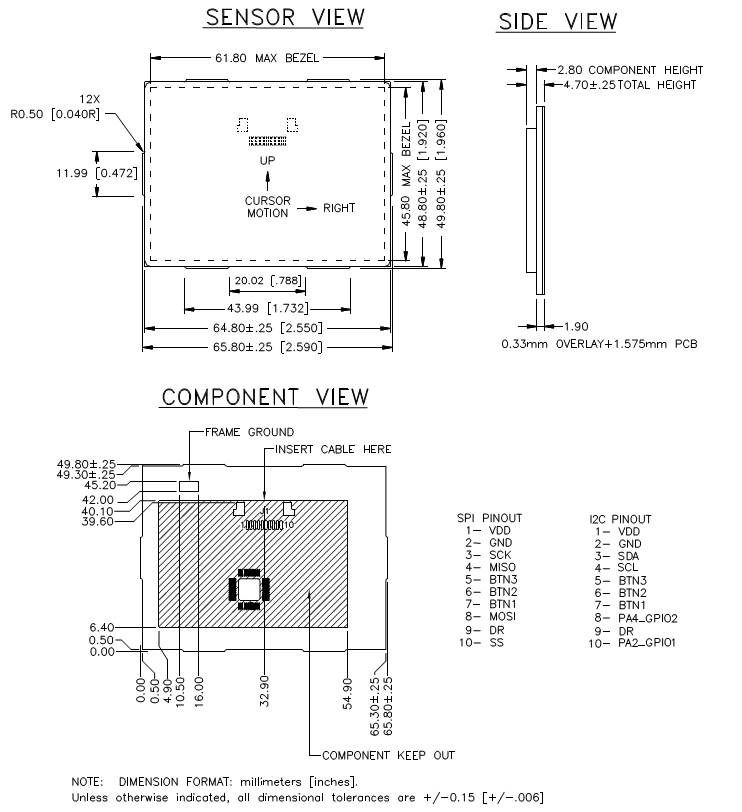 SENSOR VIEW
SIDE VIEW
61.80 MAX BEZEL
12X
R0.50 [0.040R]
11.99 [0.472]
UP
CURSOR
MOTION
RIGHT
45.80 MAX BEZEL
48.80±.25 [1.920]
49.80±.25 [1.960]
20.02 [.788]
43.99 [1.732]
64.80±.25 [2.550]
65.80±.25 [2.590]
2.80 COMPONENT HEIGHT
4.70±.25 TOTAL HEIGHT
1.90
0.33mm OVERLAY+1.575mm PCB
COMPONENT VIEW
FRAME GROUND
INSERT CABLE HERE
49.80±.25
49.30±.25
45.20
42.00
40.10
39.60
6.40
0.50
0.00
J1
1
10
0.00
0.50
4.90
10.50
16.00
32.90
54.90
65.30±.25
65.80±.25
COMPONENT KEEP OUT
SPI PINOUT
1- VDD
2- GND
3- SCK
4- MISO
5- BTN3
6- BTN2
7- BTN1
8- MOSI
9- DR
10- SS
I2C PINOUT
1- VDD
2- GND
3- SDA
4- SCL
5- BTN3
6- BTN2
7- BTN1
8- PA4_GPIO2
9- DR
10- PA2_GPIO1
NOTE: DIMENSION FORMAT: millimeters [inches].
Unless otherwise indicated, all dimensional tolerances are +/-0.15 [+/-.006]